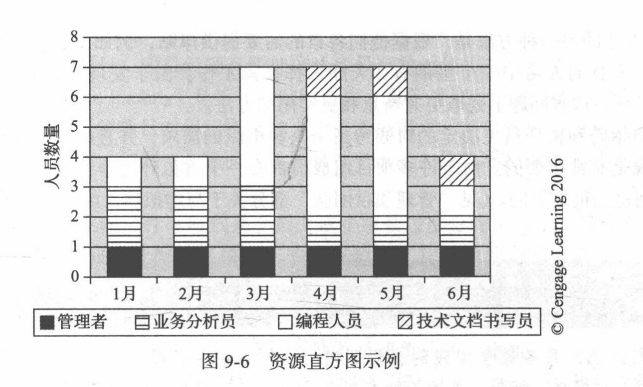 8
7
6
5
4
3
2
1
0
人员数量
1月 2月 3月 4月 5月 6月
管理者 业务分析员 编程人员 技术文档书写员
© Cengage Learning 2016
图 9-6 资源直方图示例